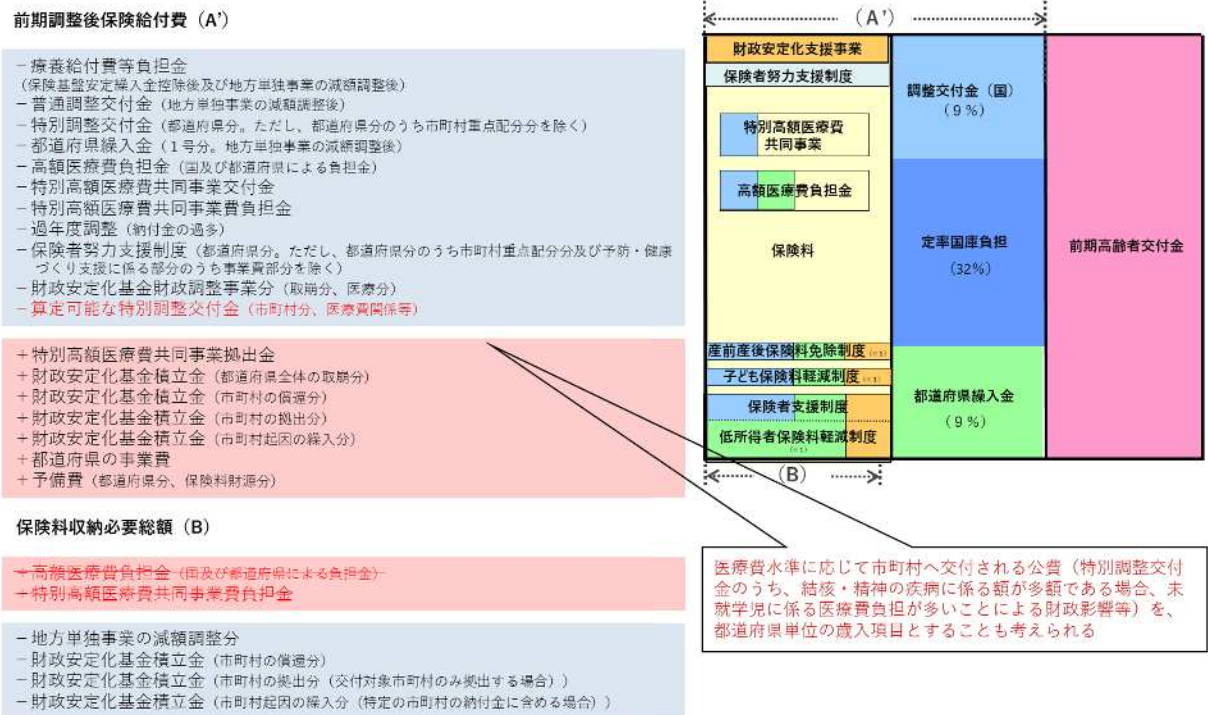 前期調整後保険給付費（A’）
－療養給付費等負担金
（保険基盤安定繰入金控除後及び地方単独事業の減額調整後）
－普通調整交付金（地方単独事業の減額調整後）
－特別調整交付金（都道府県分。ただし、都道府県分のうち市町村重点配分分を除く）
－都道府県繰入金（１号分。地方単独事業の減額調整後）
－高額医療費負担金（国及び都道府県による負担金）
－特別高額医療費共同事業交付金
－特別高額医療費共同事業費負担金
－過年度調整（納付金の過多）
－保険者努力支援制度（都道府県分。ただし、都道府県分のうち市町村重点配分分及び予防・健康
づくり支援に係る部分のうち事業費部分を除く）
－財政安定化基金財政調整事業分（取崩分、医療分）
－算定可能な特別調整交付金（市町村分、医療費関係等）
＋特別高額医療費共同事業拠出金
＋財政安定化基金積立金（都道府県全体の取崩分）
＋財政安定化基金積立金（市町村の償還分）
＋財政安定化基金積立金（市町村の拠出分）
＋財政安定化基金積立金（市町村起因の繰入分）
＋都道府県の事業費
＋予備費（都道府県分、保険料財源分）
保険料収納必要総額（B）
＋高額医療費負担金（国及び都道府県による負担金）
＋特別高額医療費共同事業費負担金
－地方単独事業の減額調整分
－財政安定化基金積立金（市町村の償還分）
－財政安定化基金積立金（市町村の拠出分（交付対象市町村のみ拠出する場合））
－財政安定化基金積立金（市町村起因の繰入分（特定の市町村の納付金に含める場合））
（A’）
財政安定化支援事業
保険者努力支援制度
特別高額医療費
共同事業
高額医療費負担金
保険料
産前産後保険料免除制度（※1）
子ども保険料軽減制度（※1）
保険者支援制度
低所得者保険料軽減制度
（※1）
調整交付金（国）
（９％）
定率国庫負担
（32％）
都道府県繰入金
（９％）
前期高齢者交付金
（B）
医療費水準に応じて市町村へ交付される公費（特別調整交付
金のうち、結核・精神の疾病に係る額が多額である場合、未
就学児に係る医療費負担が多いことによる財政影響等）を、
都道府県単位の歳入項目とすることも考えられる